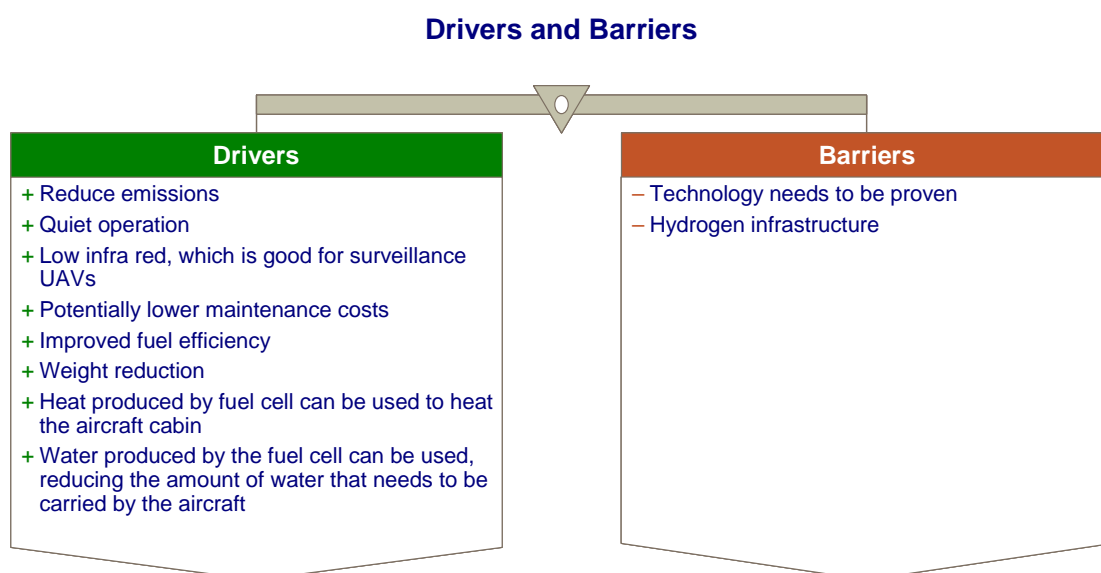 Drivers and Barriers
Drivers
+ Reduce emissions
+ Quiet operation
+ Low infra red, which is good for surveillance
UAVs
+ Potentially lower maintenance costs
+ Improved fuel efficiency
+ Weight reduction
+ Heat produced by fuel cell can be used to heat
the aircraft cabin
+ Water produced by the fuel cell can be used,
reducing the amount of water that needs to be
carried by the aircraft
Barriers
– Technology needs to be proven
– Hydrogen infrastructure